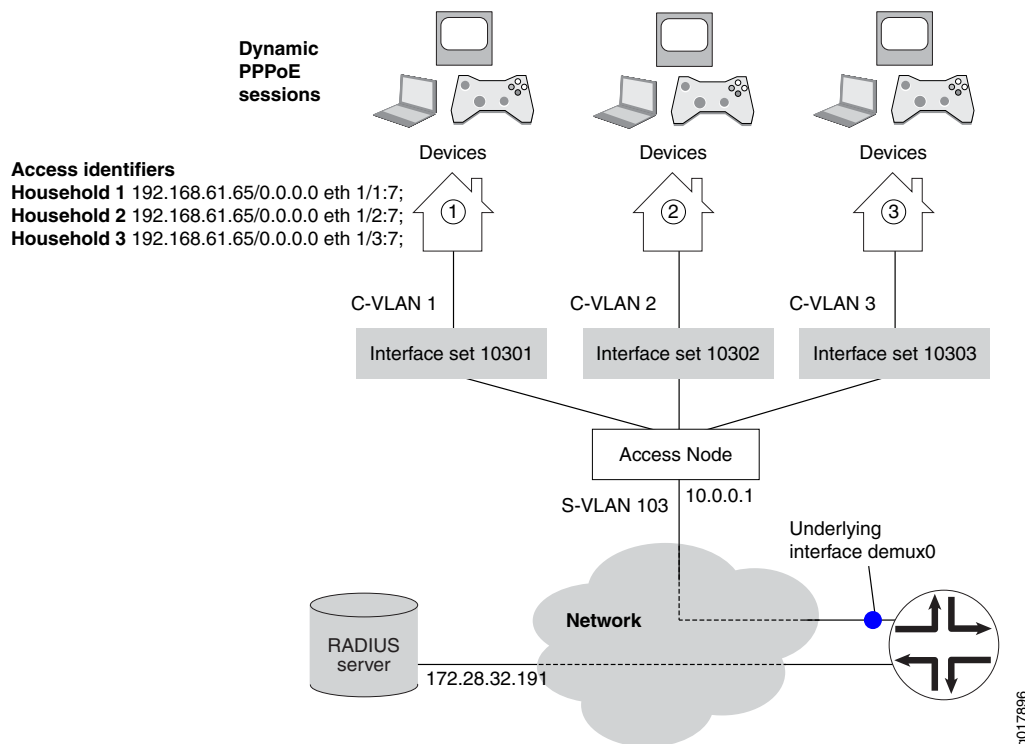 Dynamic
PPPoE
sessions
Devices
Devices
Devices
Access identifiers
Household 1 192.168.61.65/0.0.0.0 eth 1/1:7;
Household 2 192.168.61.65/0.0.0.0 eth 1/2:7;
Household 3 192.168.61.65/0.0.0.0 eth 1/3:7;
1
2
3
C-VLAN 1
C-VLAN 2
C-VLAN 3
Interface set 10301
Interface set 10302
Interface set 10303
Access Node
S-VLAN 103
10.0.0.1
Underlying
interface demux0
Network
RADIUS
server
172.28.32.191
g017896